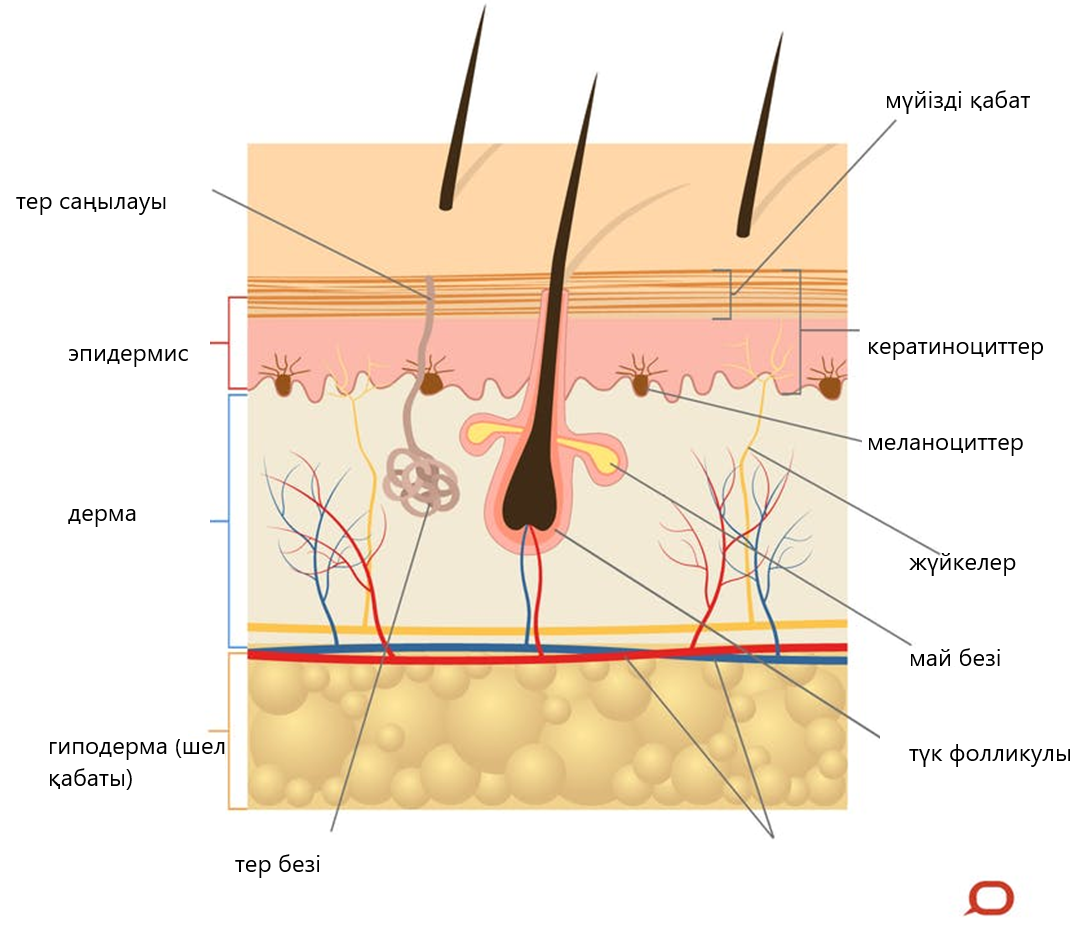 мүйізді қабат
тер саңылауы
эпидермис
кератиноциттер
меланоциттер
дерма
жүйкелер
май безі
гиподерма (шел
қабаты)
түк фолликулы
тер безі